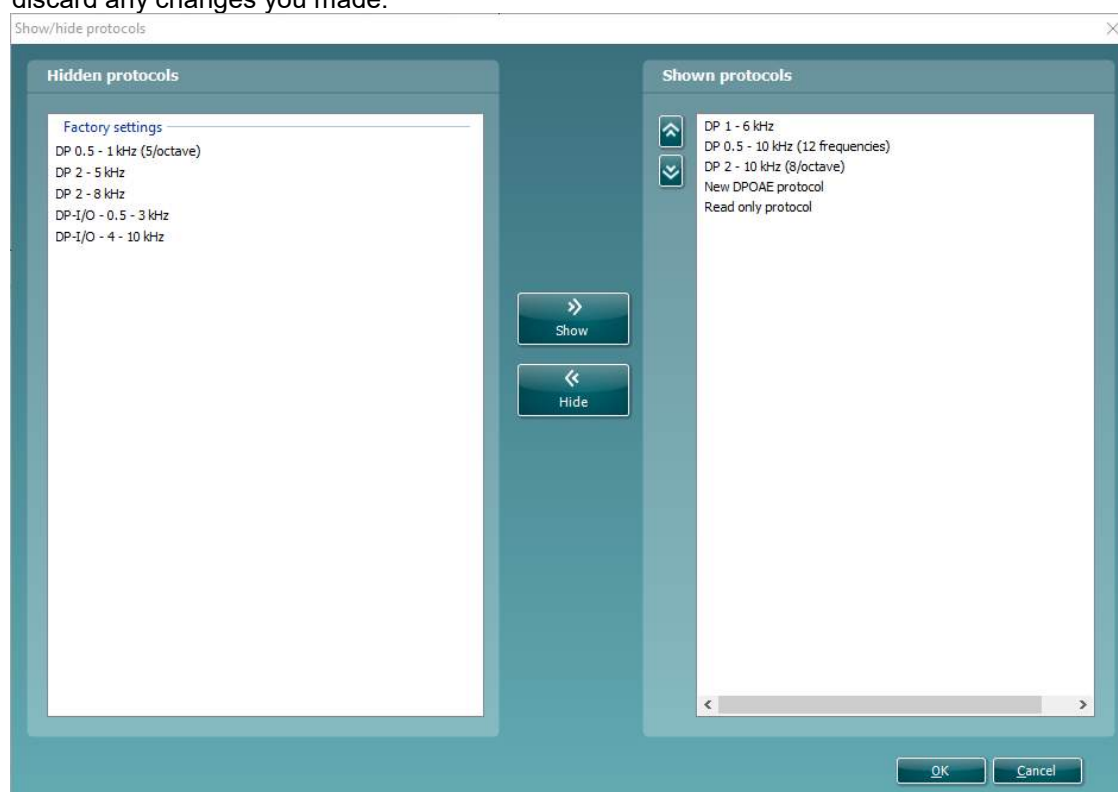 discard any changes you made.
Show/hide protocols
Hidden protocols
Factory settings
DP 0.5 - 1 kHz (5/octave)
DP 2 - 5 kHz
DP 2 - 8 kHz
DP-I/O - 0.5 - 3 kHz
DP-I/O - 4 - 10 kHz
Show
Hide
Shown protocols
DP 1 - 6 kHz
DP 0.5 - 10 kHz (12 frequencies)
DP 2 - 10 kHz (8/octave)
New DPOAE protocol
Read only protocol
OK
Cancel